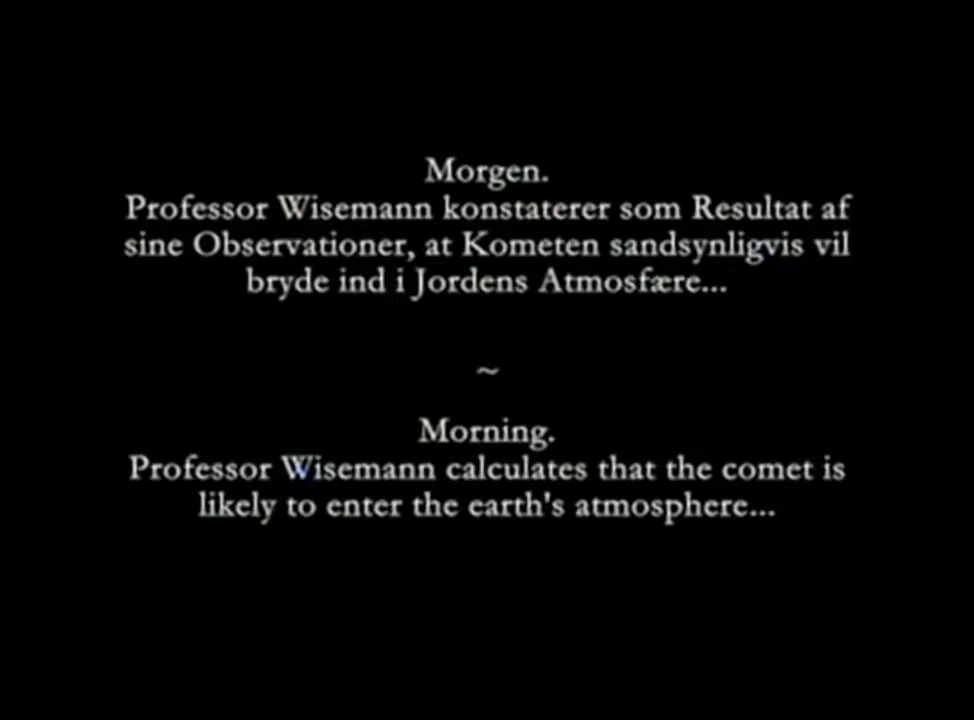 Morgen.
Professor Wisemann konstaterer som Resultat af
sine Observationer, at Kometen sandsynligvis vil
bryde ind i Jordens Atmosfære...
~
Morning.
Professor Wisemann calculates that the comet is
likely to enter the earth's atmosphere...